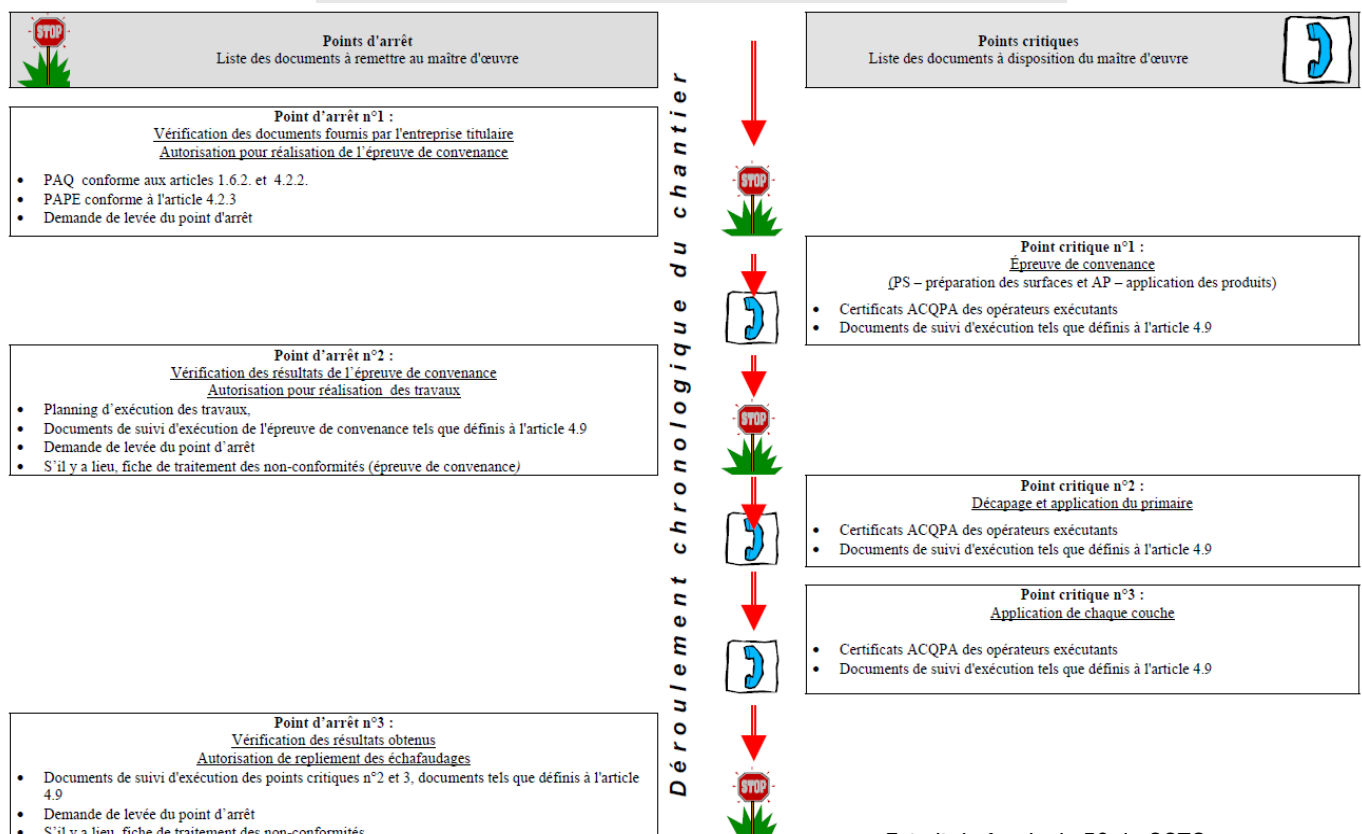 STOP
Points d'arrêt
Liste des documents à remettre au maître d'œuvre
Points critiques
Liste des documents à disposition du maître d'œuvre
Déroulement chronologique du chantier
Point d'arrêt n°1 :
Vérification des documents fournis par l'entreprise titulaire
Autorisation pour réalisation de l'épreuve de convenance
• PAQ conforme aux articles 1.6.2. et 4.2.2.
• PAPE conforme à l'article 4.2.3
• Demande de levée du point d'arrêt
STOP
Point critique n°1 :
Épreuve de convenance
(PS – préparation des surfaces et AP – application des produits)
• Certificats ACQPA des opérateurs exécutants
• Documents de suivi d'exécution tels que définis à l'article 4.9
Point d'arrêt n°2 :
Vérification des résultats de l'épreuve de convenance
Autorisation pour réalisation des travaux
• Planning d'exécution des travaux,
• Documents de suivi d'exécution de l'épreuve de convenance tels que définis à l'article 4.9
• Demande de levée du point d'arrêt
• S'il y a lieu, fiche de traitement des non-conformités (épreuve de convenance)
STOP
Point critique n°2 :
Décapage et application du primaire
• Certificats ACQPA des opérateurs exécutants
• Documents de suivi d'exécution tels que définis à l'article 4.9
Point critique n°3 :
Application de chaque couche
• Certificats ACQPA des opérateurs exécutants
• Documents de suivi d'exécution tels que définis à l'article 4.9
Point d'arrêt n°3 :
Vérification des résultats obtenus
Autorisation de repliement des échafaudages
• Documents de suivi d'exécution des points critiques n°2 et 3, documents tels que définis à l'article
4.9
• Demande de levée du point d'arrêt
• S'il y a lieu, fiche de traitement des non-conformités
STOP